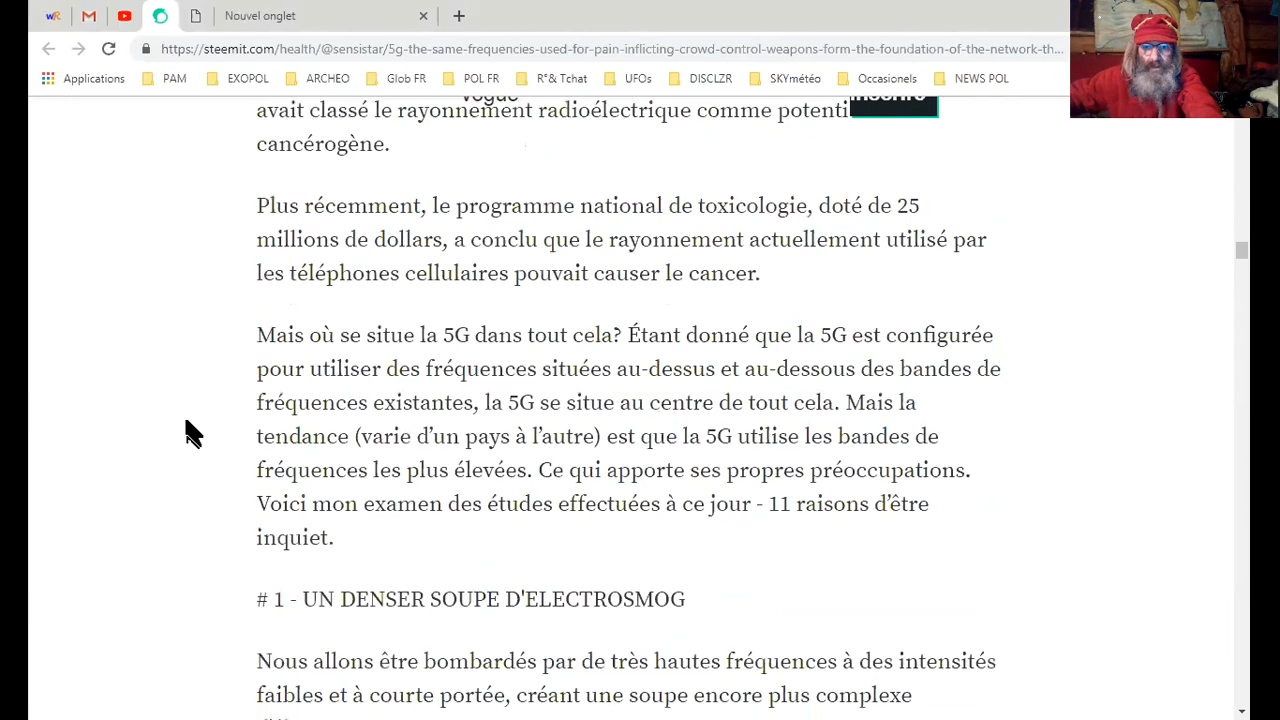 Nouvel onglet
https://steemit.com/health/@sensistar/5g-the-same-frequencies-used-for-pain-inflicting-crowd-control-weapons-form-the-foundation-of-the-network-th...
Applications PAM EXOPOL ARCHEO Glob FR POL FR R"& Tchat UFOs DISCLZR SKYmétéo Occasionels NEWS POL
avait classé le rayonnement radioélectrique comme potenti
cancérogène.
Plus récemment, le programme national de toxicologie, doté de 25
millions de dollars, a conclu que le rayonnement actuellement utilisé par
les téléphones cellulaires pouvait causer le cancer.
Mais où se situe la 5G dans tout cela? Étant donné que la 5G est configurée
pour utiliser des fréquences situées au-dessus et au-dessous des bandes de
fréquences existantes, la 5G se situe au centre de tout cela. Mais la
tendance (varie d’un pays à l’autre) est que la 5G utilise les bandes de
fréquences les plus élevées. Ce qui apporte ses propres préoccupations.
Voici mon examen des études effectuées à ce jour - 11 raisons d’être
inquiet.
# 1 - UN DENSER SOUPE D'ELECTROSMOG
Nous allons être bombardés par de très hautes fréquences à des intensités
faibles et à courte portée, créant une soupe encore plus complexe